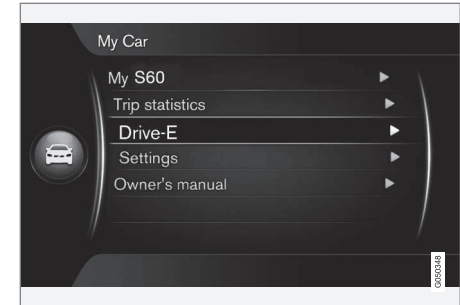 My Car
My S60
Trip statistics
Drive-E
Settings
Owner's manual
G050348